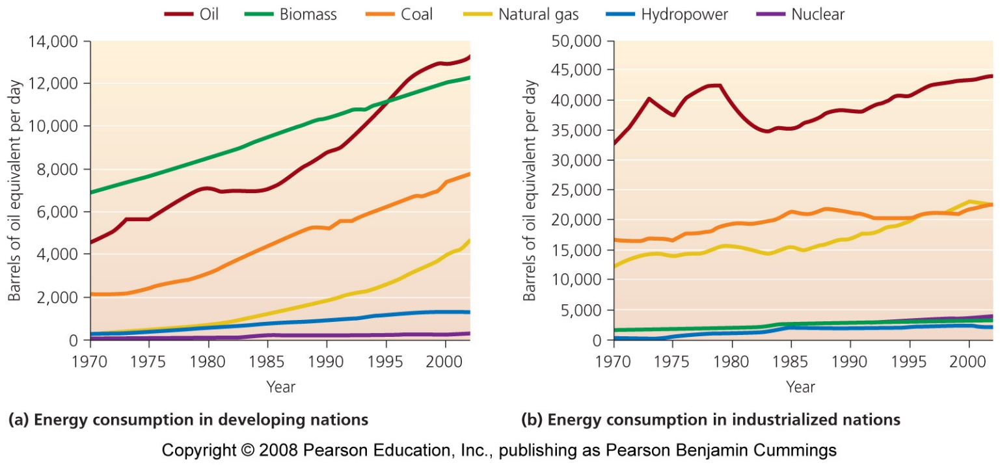 Oil Biomass Coal Natural gas Hydropower Nuclear
Barrels of oil equivalent per day
14,000
12,000
10,000
8,000
6,000
4,000
2,000
0
1970 1975 1980 1985 1990 1995 2000
Year
(a) Energy consumption in developing nations
Barrels of oil equivalent per day
50,000
45,000
40,000
35,000
30,000
25,000
20,000
15,000
10,000
5,000
0
1970 1975 1980 1985 1990 1995 2000
Year
(b) Energy consumption in industrialized nations
Copyright © 2008 Pearson Education, Inc., publishing as Pearson Benjamin Cummings